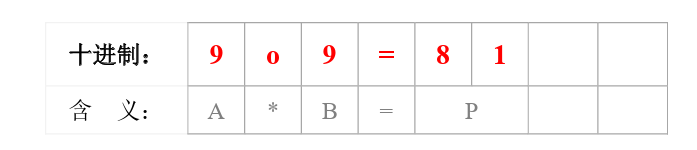 十进制： 9 o 9 = 8 1
含 义： A * B = P